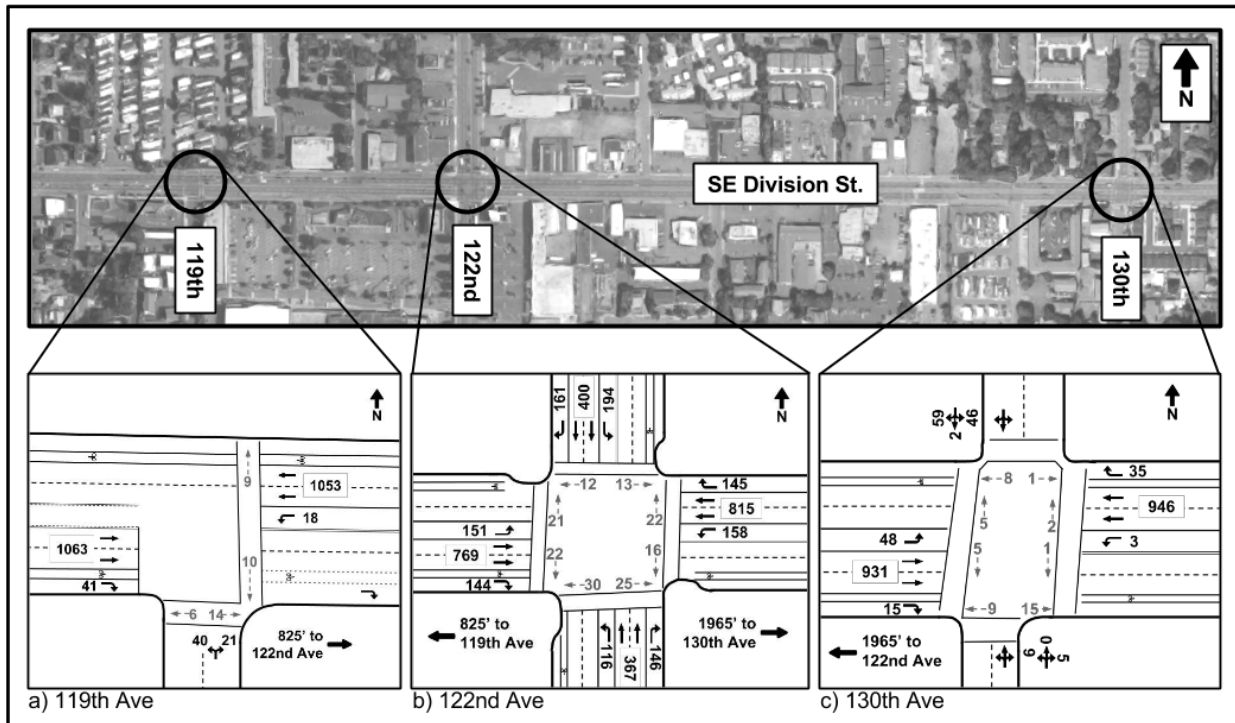 N
SE Division St.
119th
122nd
130th
N
9
1053
18
1063
10
41
6 14
40 21
825' to
122nd Ave
a) 119th Ave
161
400
194
N
12 13
145
21
22
815
151
158
769
22
16
144
30 25
825' to
119th Ave
116
367
146
1965' to
130th Ave
b) 122nd Ave
59
2
46
N
8 1
35
946
5
2
48
3
5
1
931
15
9 15
1965' to
122nd Ave
9
0
5
c) 130th Ave